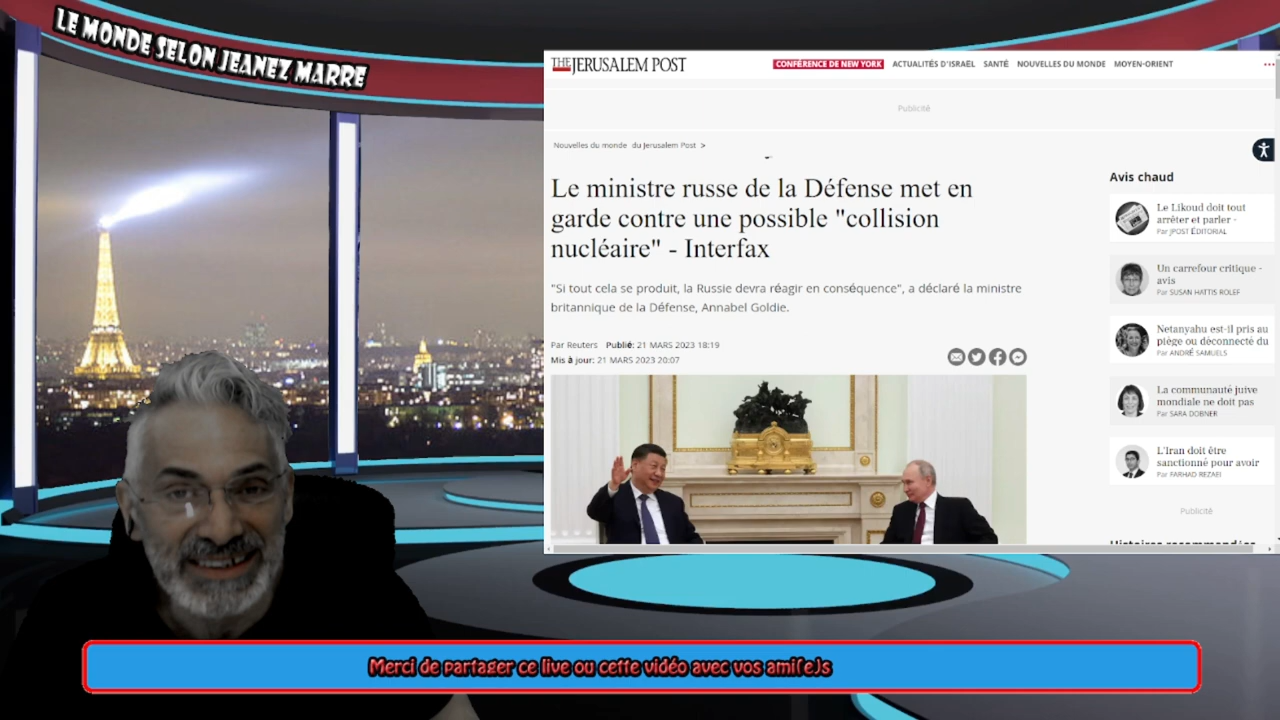 LE MONDE SELON JEANEZ MARRE
THE JERUSALEM POST
CONFÉRENCE DE NEW YORK ACTUALITÉS D'ISRAËL SANTÉ NOUVELLES DU MONDE MOYEN-ORIENT
Publicité
Nouvelles du monde du Jerusalem Post >
Le ministre russe de la Défense met en
garde contre une possible "collision
nucléaire" - Interfax
"Si tout cela se produit, la Russie devra réagir en conséquence", a déclaré la ministre
britannique de la Défense, Annabel Goldie.
Par Reuters Publié: 21 MARS 2023 18:19
Mis à jour: 21 MARS 2023 20:07
Avis chaud
Le Likoud doit tout
arrêter et parler -
Par JPOST ÉDITORIAL
Un carrefour critique -
avis
Par SUSAN HATTIS ROLEF
Netanyahu est-il pris au
piège ou déconnecté du
Par ANDRÉ SAMUELS
La communauté juive
mondiale ne doit pas
Par SARA DOBNER
L'Iran doit être
sanctionné pour avoir
Par FARHAD REZAEI
Publicité
Histoires recommandées
Merci de partager ce live ou cette vidéo avec vos ami(e)s